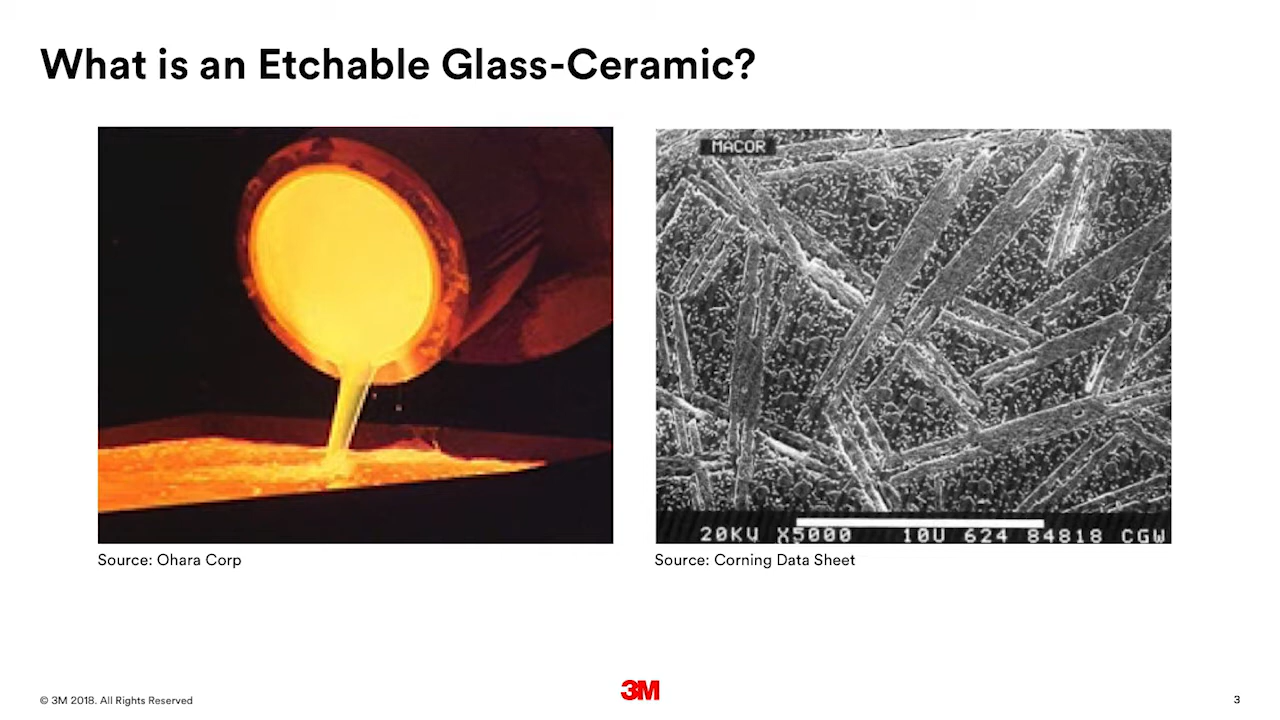 What is an Etchable Glass-Ceramic?
MACOR
20KV X5000 10U 624 84818 CGW
Source: Ohara Corp
Source: Corning Data Sheet
© 3M 2018. All Rights Reserved
3M
3